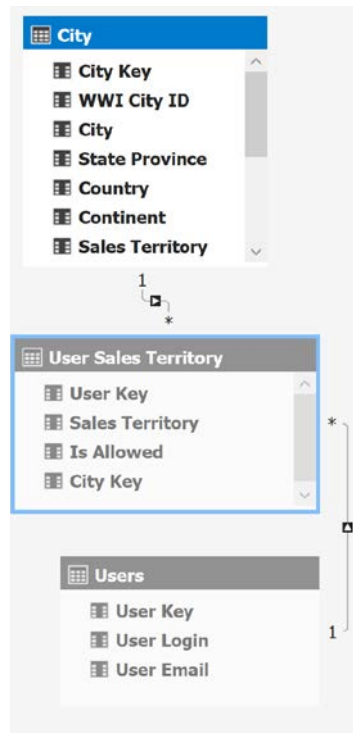 City
City Key
WWI City ID
City
State Province
Country
Continent
Sales Territory
1
*
User Sales Territory
User Key
Sales Territory
Is Allowed
City Key
*
Users
User Key
User Login
User Email
1